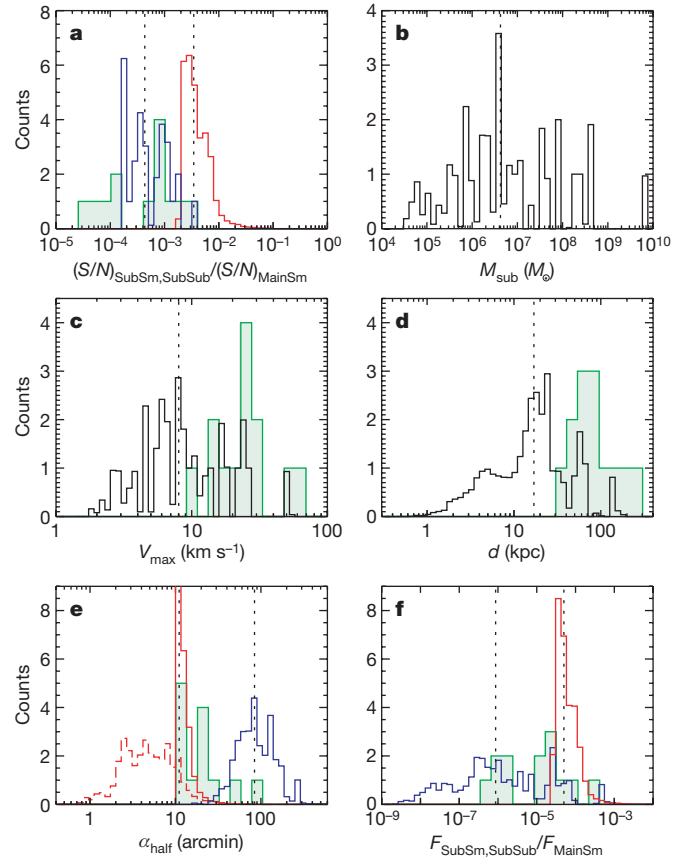 a
8
6
4
2
0
Counts
10⁻⁵ 10⁻⁴ 10⁻³ 10⁻² 10⁻¹ 10⁰
(S/N)SubSm,SubSub/(S/N)MainSm
b
4
3
2
1
0
10⁴ 10⁵ 10⁶ 10⁷ 10⁸ 10⁹ 10¹⁰
Msub (M⊙)
c
4
3
2
1
0
Counts
1 10 100
Vmax (km s⁻¹)
d
4
3
2
1
0
1 10 100
d (kpc)
e
8
6
4
2
0
Counts
1 10 100
αhalf (arcmin)
f
8
6
4
2
0
10⁻⁹ 10⁻⁷ 10⁻⁵ 10⁻³
FSubSm,SubSub/FMainSm